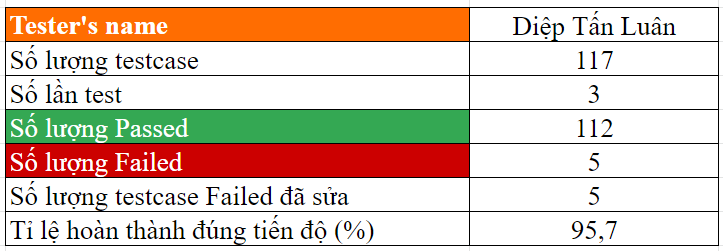 Tester's name Diệp Tấn Luân
Số lượng testcase 117
Số lần test 3
Số lượng Passed 112
Số lượng Failed 5
Số lượng testcase Failed đã sửa 5
Tỉ lệ hoàn thành đúng tiến độ (%) 95,7